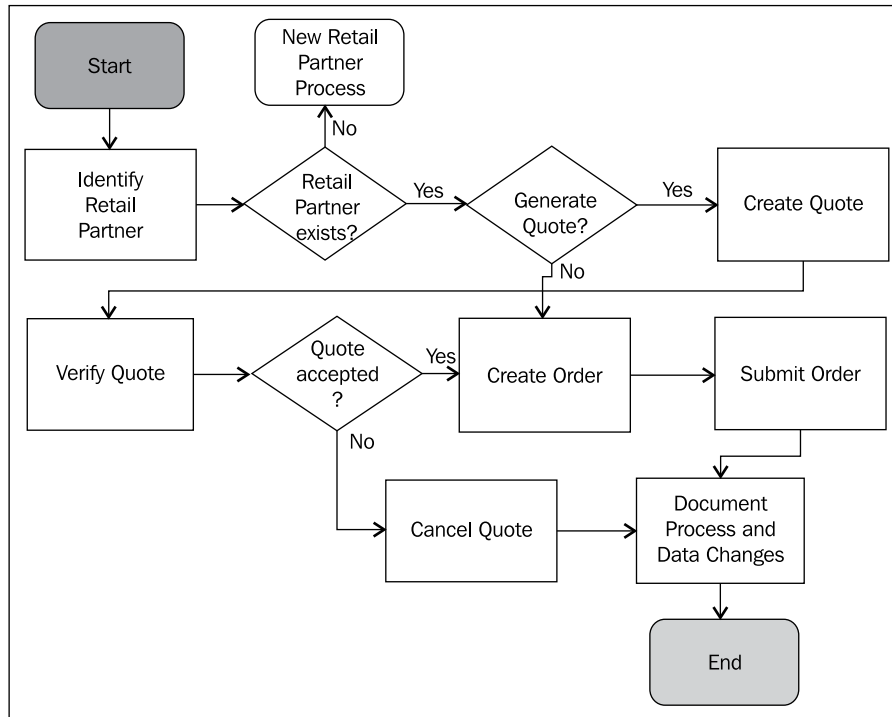 Start
New Retail
Partner
Process
No
Identify
Retail
Partner
Retail
Partner
exists?
Yes
Generate
Quote?
Yes
Create Quote
No
Verify Quote
Quote
accepted
?
Yes
Create Order
Submit Order
No
Cancel Quote
Document
Process and
Data Changes
End